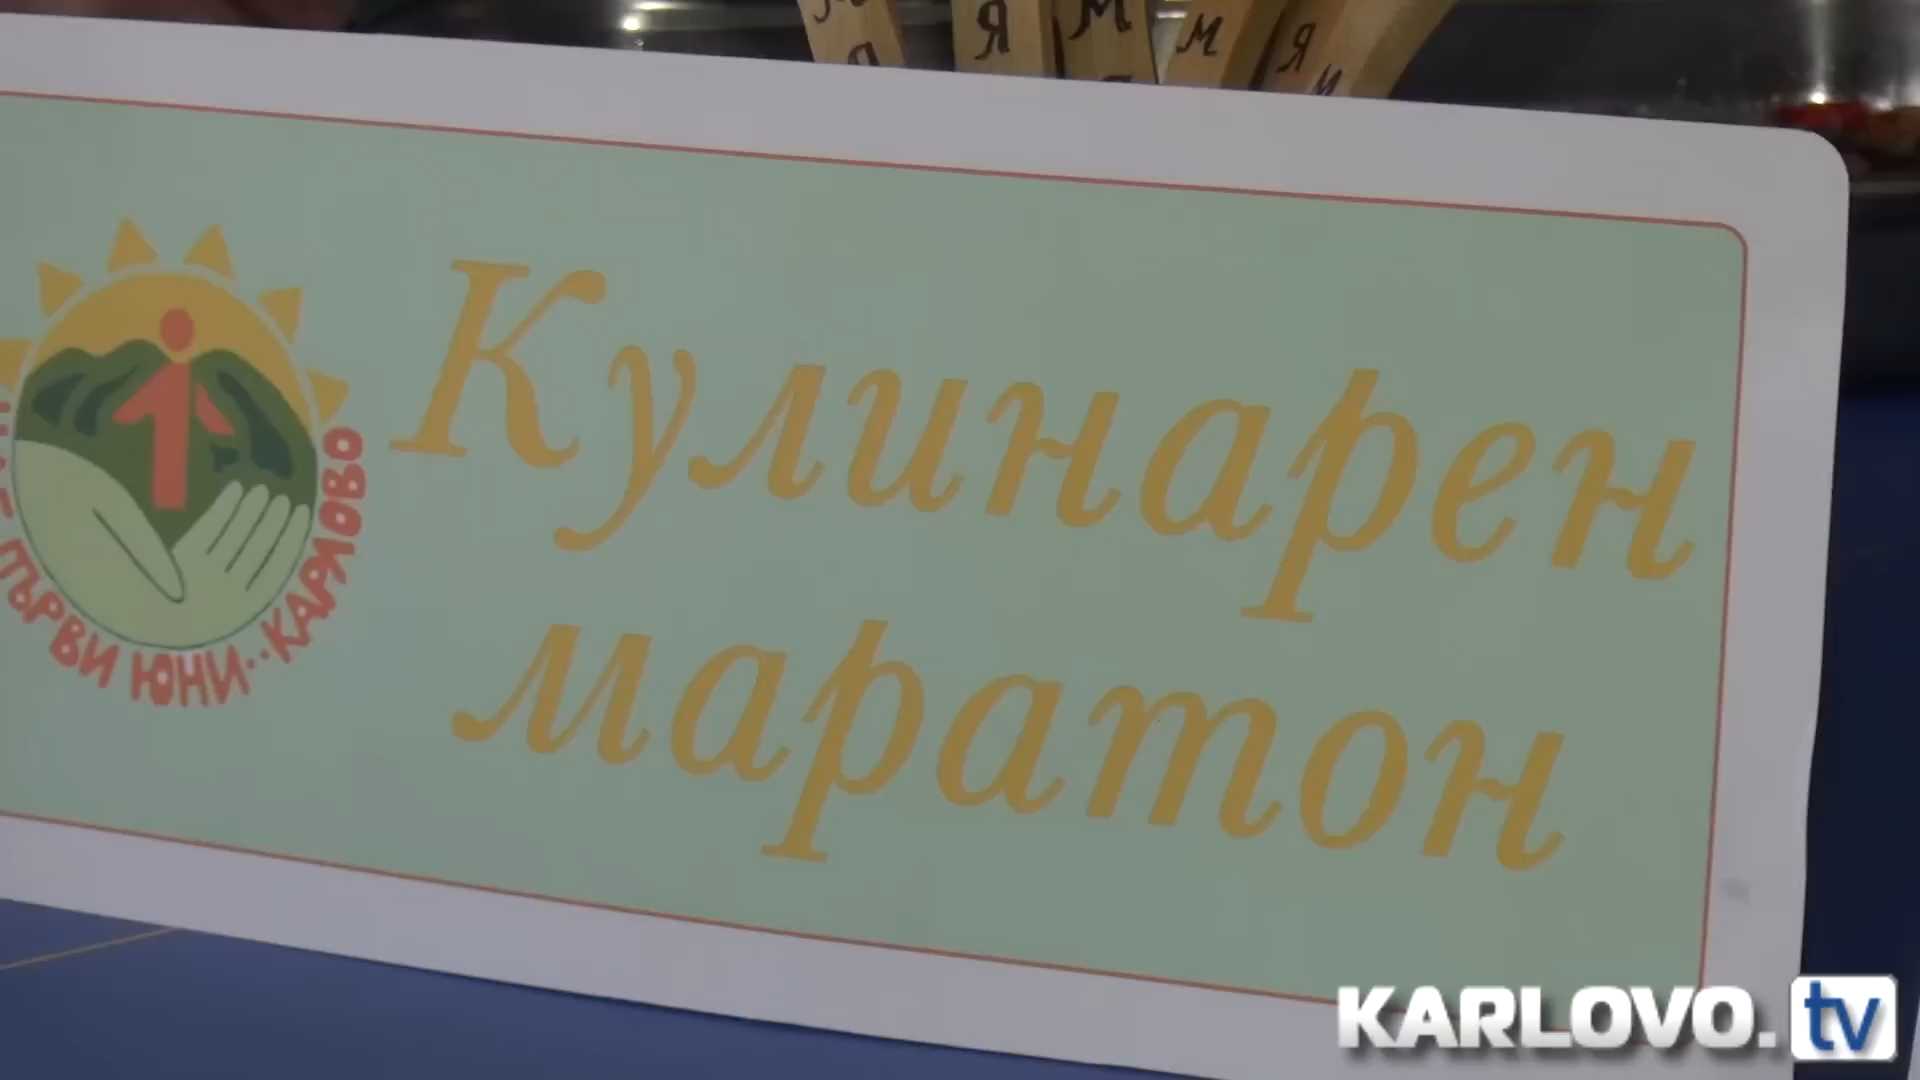 Я М М Я
Кулинарен
маратон
ПЪРВИ ЮНИ·· КАРЛОВО
KARLOVO.tv